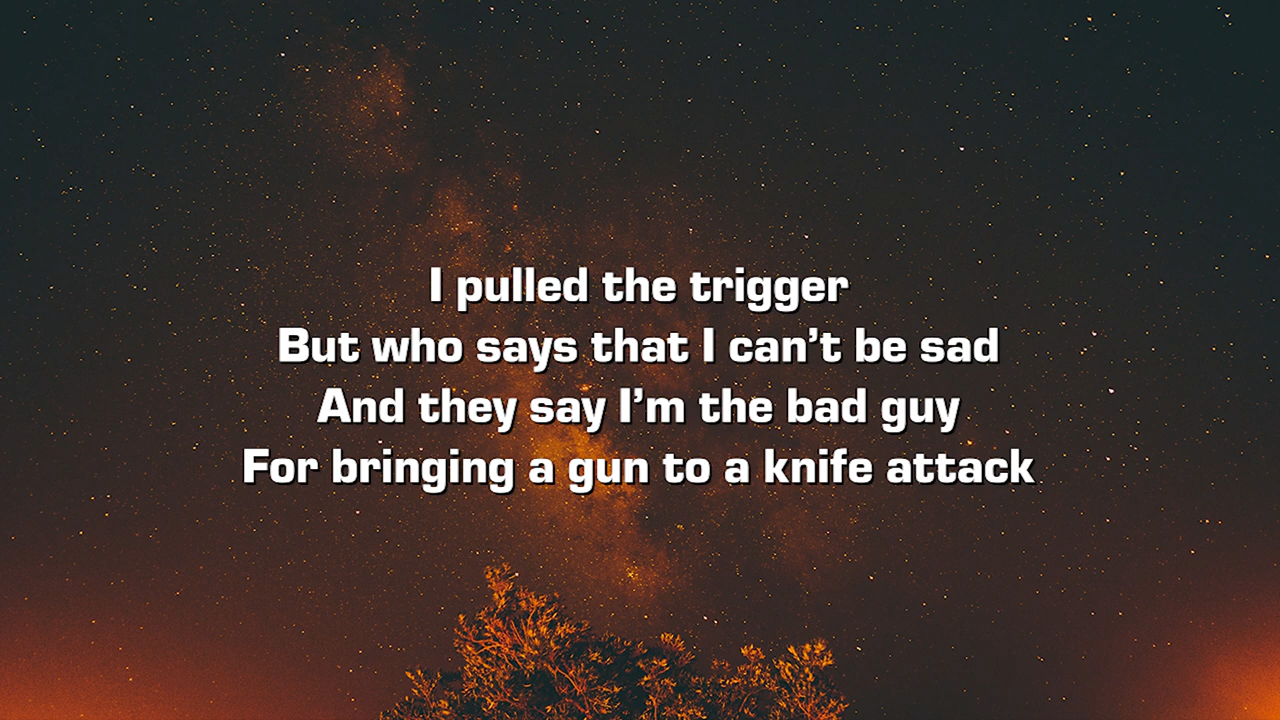 I pulled the trigger
But who says that I can’t be sad
And they say I’m the bad guy
For bringing a gun to a knife attack